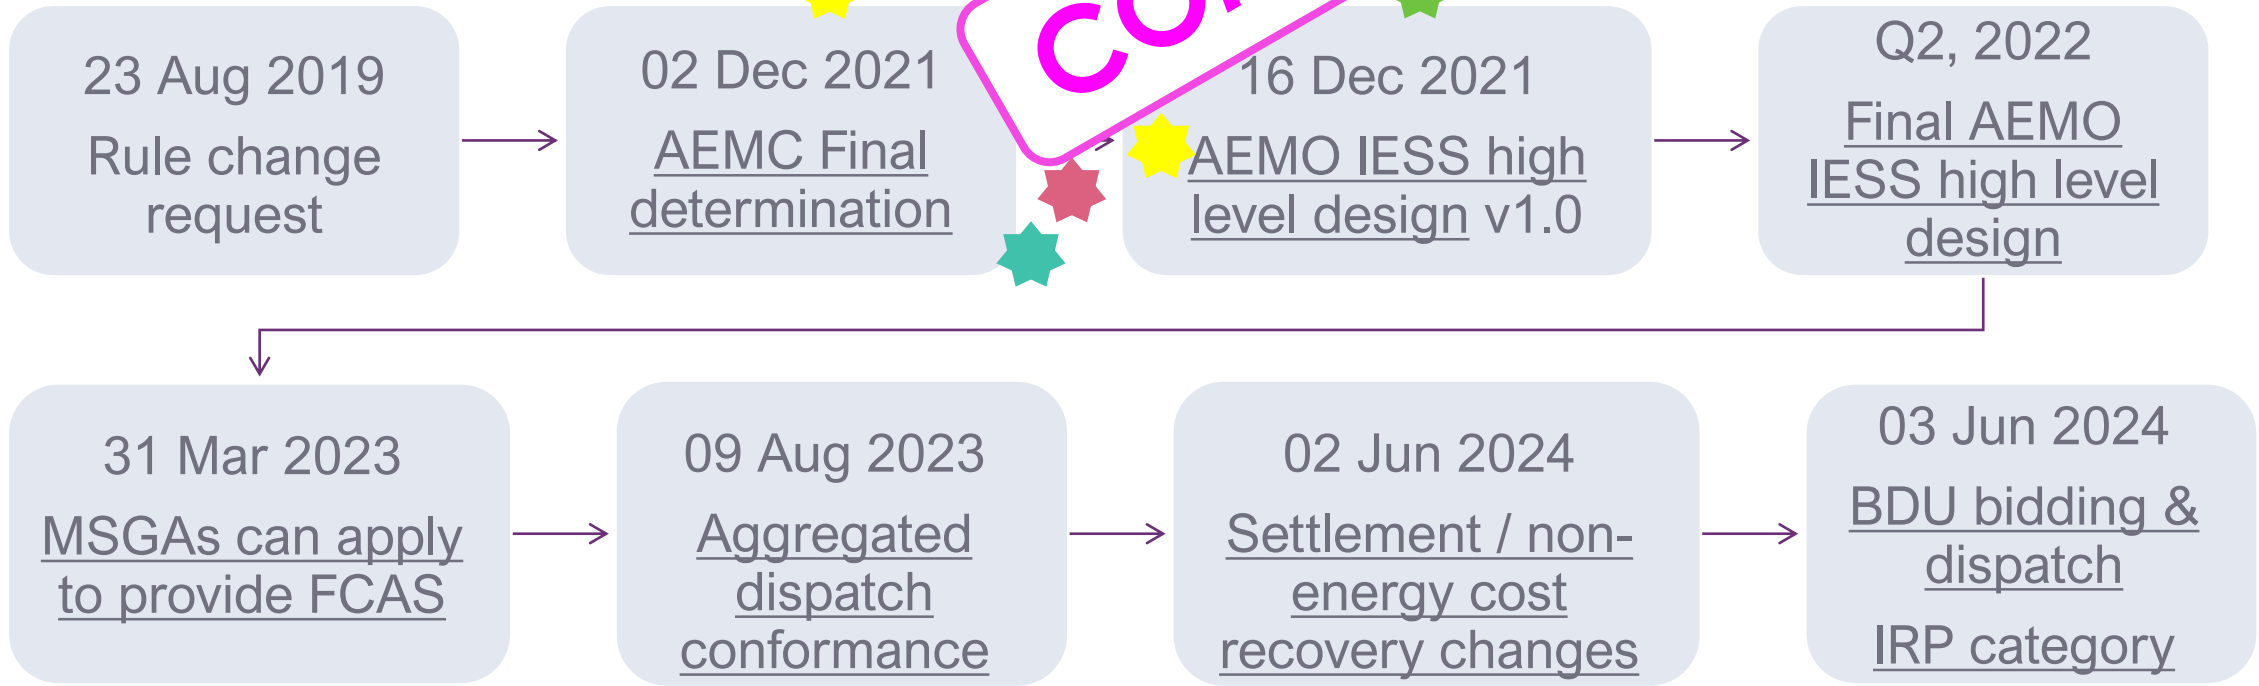 23 Aug 2019
Rule change
request
02 Dec 2021
AEMC Final
determination
16 Dec 2021
AEMO IESS high
level design v1.0
Q2, 2022
Final AEMO
IESS high level
design
31 Mar 2023
MSGAs can apply
to provide FCAS
09 Aug 2023
Aggregated
dispatch
conformance
02 Jun 2024
Settlement / non-
energy cost
recovery changes
03 Jun 2024
BDU bidding &
dispatch
IRP category